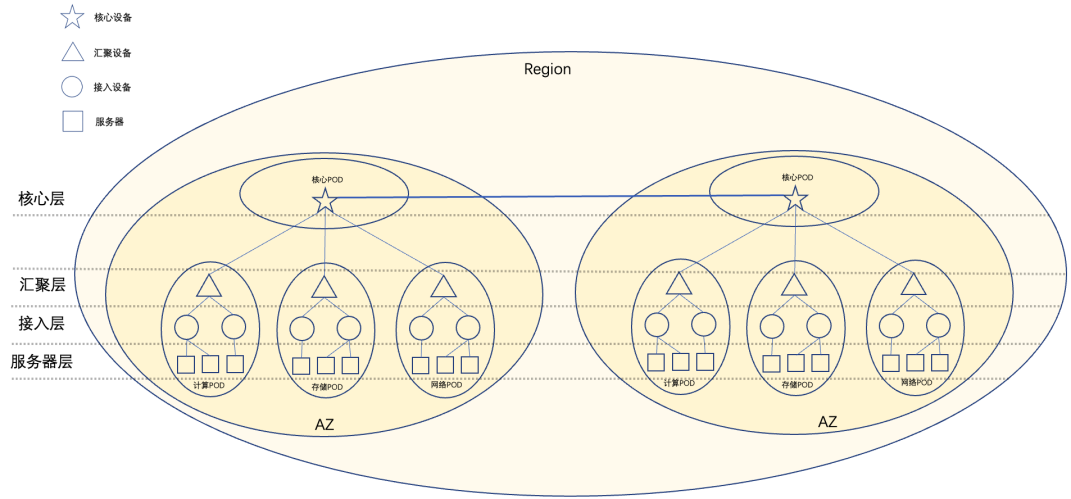 核心设备
汇聚设备
接入设备
服务器
Region
核心POD
核心POD
核心层
汇聚层
接入层
服务器层
计算POD
存储POD
网络POD
计算POD
存储POD
网络POD
AZ
AZ